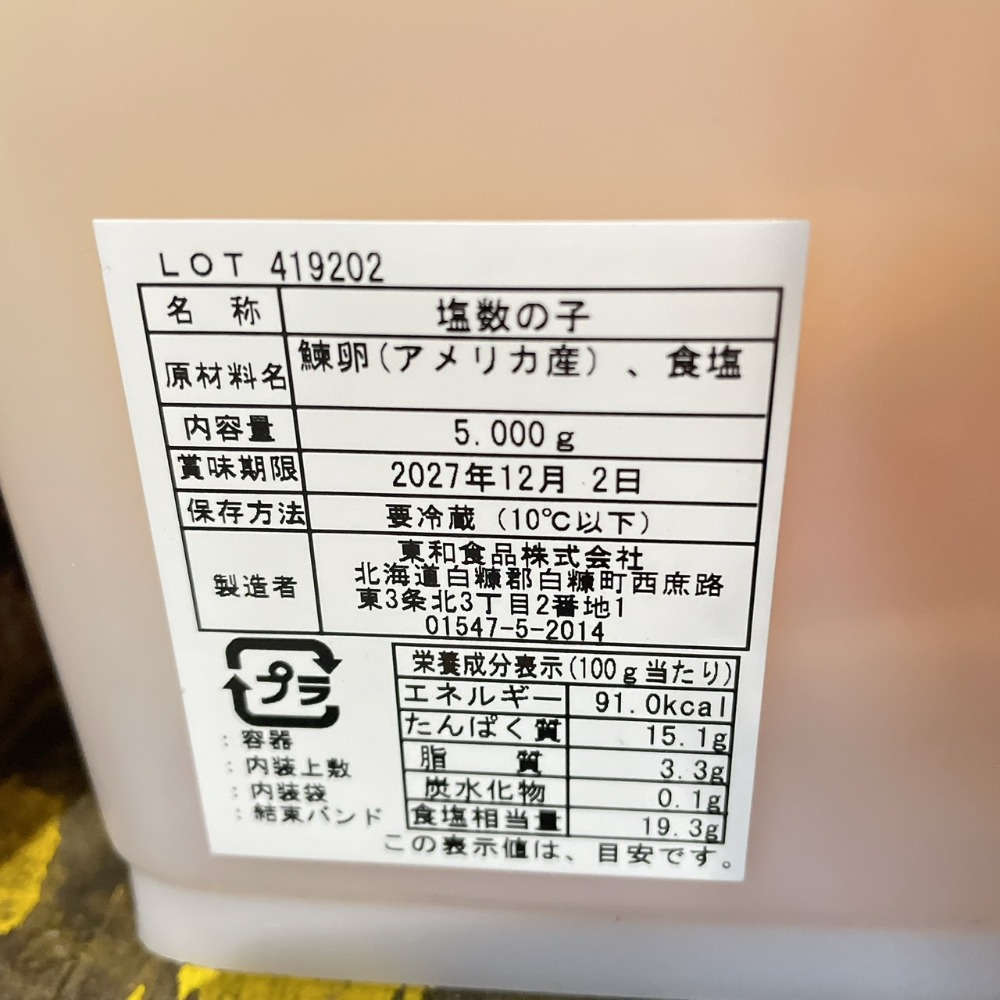 LOT 419202
名称 塩数の子
原材料名 鰊卵(アメリカ産)、食塩
内容量 5.000g
賞味期限 2027年12月 2日
保存方法 要冷蔵 (10℃以下)
製造者 東和食品株式会社
北海道白糠郡白糠町西庶路
東3条北3丁目2番地1
01547-5-2014
プラ
:容器
:内装上敷
:内装袋
:結束バンド
栄養成分表示(100g当たり)
エネルギー 91.0kcal
たんぱく質 15.1g
脂質 3.3g
炭水化物 0.1g
食塩相当量 19.3g
この表示値は、目安です。